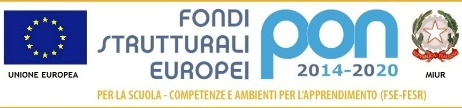 FONDI
STRUTTURALI
EUROPEI
pon
2014-2020
UNIONE EUROPEA
MIUR
PER LA SCUOLA - COMPETENZE E AMBIENTI PER L'APPRENDIMENTO (FSE-FESR)